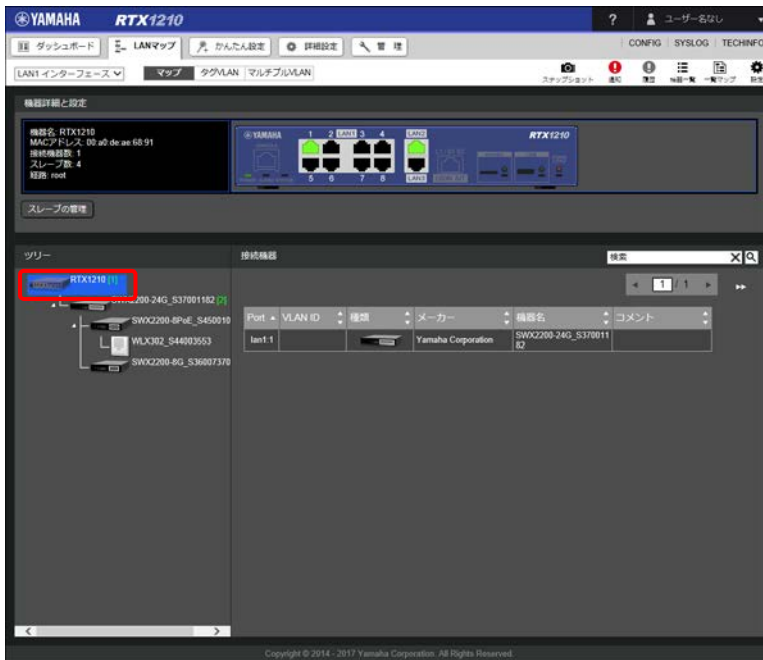 YAMAHA RTX1210 ? ユーザー名なし
ダッシュボード LANマップ かんたん設定 詳細設定 管 理 CONFIG SYSLOG TECHINFO
LAN1 インターフェース マップ タグVLAN マルチプルVLAN スナップショット 通知 履歴 機器一覧 一覧マップ 設定
機器詳細と設定
機器名: RTX1210
MACアドレス: 00:a0:de:ae:68:91
接続機器数: 1
スレーブ数: 4
経路: root
YAMAHA 1 2 LAN1 3 4 LAN2 RTX1210
5 6 7 8 LAN3
スレーブの管理
ツリー
RTX1210 [1]
SWX2200-24G_S37001182 [2]
SWX2200-8PoE_S450010
WLX302_S44003553
SWX2200-8G_S36007370
接続機器 検索
1 / 1
Port VLAN ID 種類 メーカー 機器名 コメント
lan1:1 Yamaha Corporation SWX2200-24G_S370011
82
Copyright © 2014 - 2017 Yamaha Corporation. All Rights Reserved.